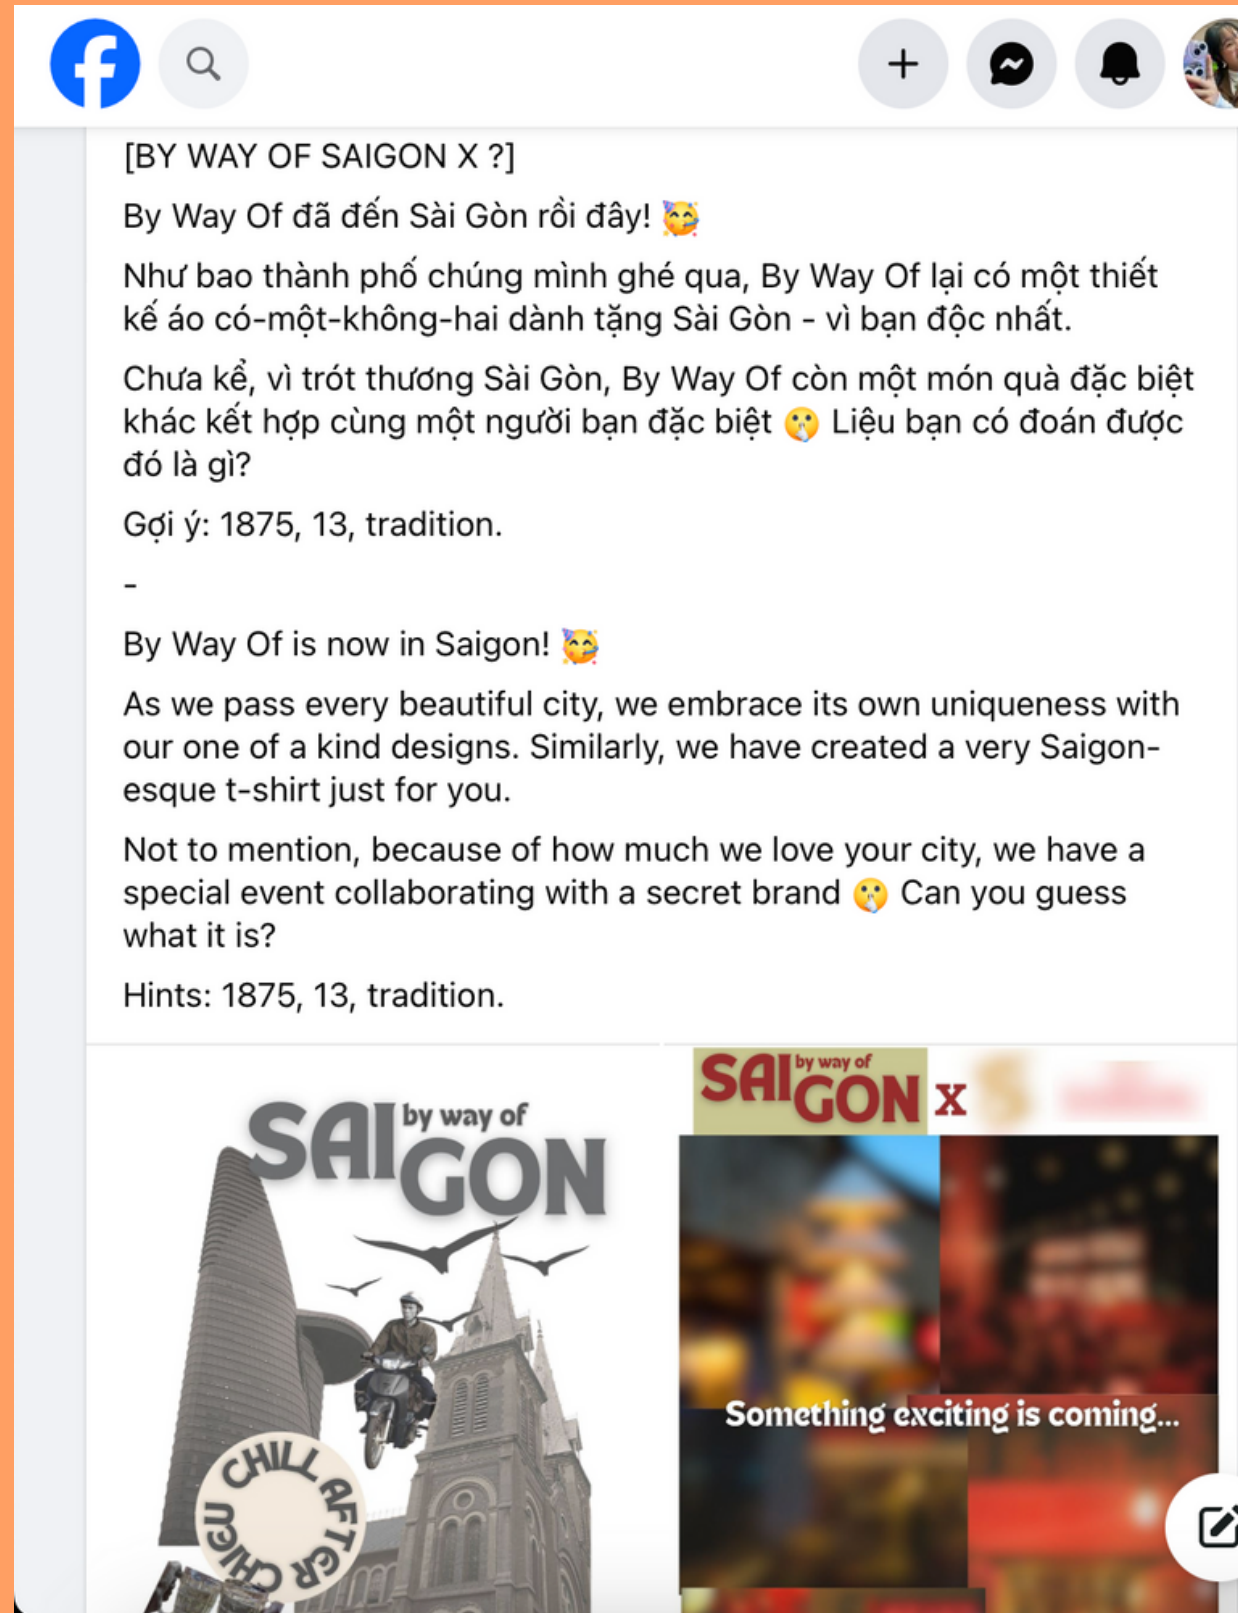 [BY WAY OF SAIGON X ?]
By Way Of đã đến Sài Gòn rồi đây! 🥳
Như bao thành phố chúng mình ghé qua, By Way Of lại có một thiết
kế áo có-một-không-hai dành tặng Sài Gòn - vì bạn độc nhất.
Chưa kể, vì trót thương Sài Gòn, By Way Of còn một món quà đặc biệt
khác kết hợp cùng một người bạn đặc biệt 🤫 Liệu bạn có đoán được
đó là gì?
Gợi ý: 1875, 13, tradition.
-
By Way Of is now in Saigon! 🥳
As we pass every beautiful city, we embrace its own uniqueness with
our one of a kind designs. Similarly, we have created a very Saigon-
esque t-shirt just for you.
Not to mention, because of how much we love your city, we have a
special event collaborating with a secret brand 🤫 Can you guess
what it is?
Hints: 1875, 13, tradition.
SAI by way of
GON
CHILL AFTER CHIEU
SAI by way of
GON X
Something exciting is coming...